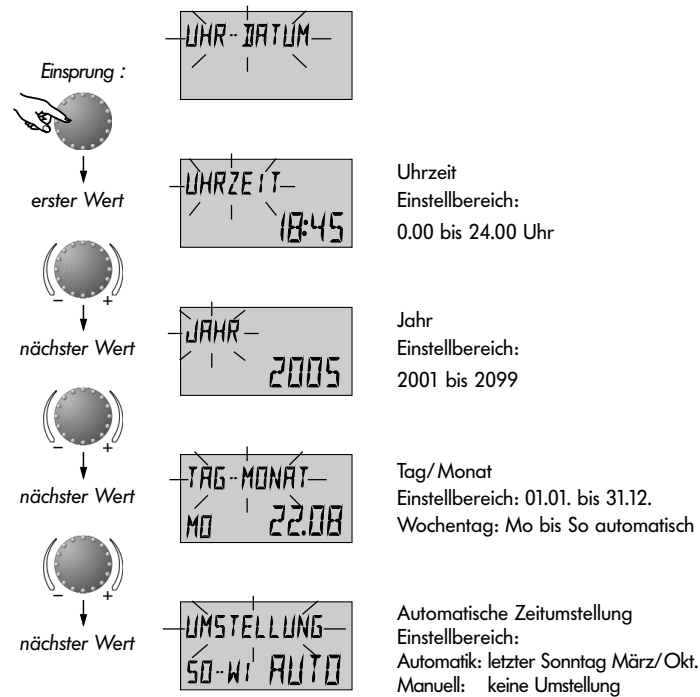 UHR-DATUM
Einsprung :
erster Wert
UHRZEIT
18:45
Uhrzeit
Einstellbereich:
0.00 bis 24.00 Uhr
- +
nächster Wert
JAHR
2005
Jahr
Einstellbereich:
2001 bis 2099
- +
nächster Wert
TAG-MONAT
MO 22.08
Tag/Monat
Einstellbereich: 01.01. bis 31.12.
Wochentag: Mo bis So automatisch
- +
nächster Wert
UMSTELLUNG
SO-WI AUTO
Automatische Zeitumstellung
Einstellbereich:
Automatik: letzter Sonntag März/Okt.
Manuell: keine Umstellung